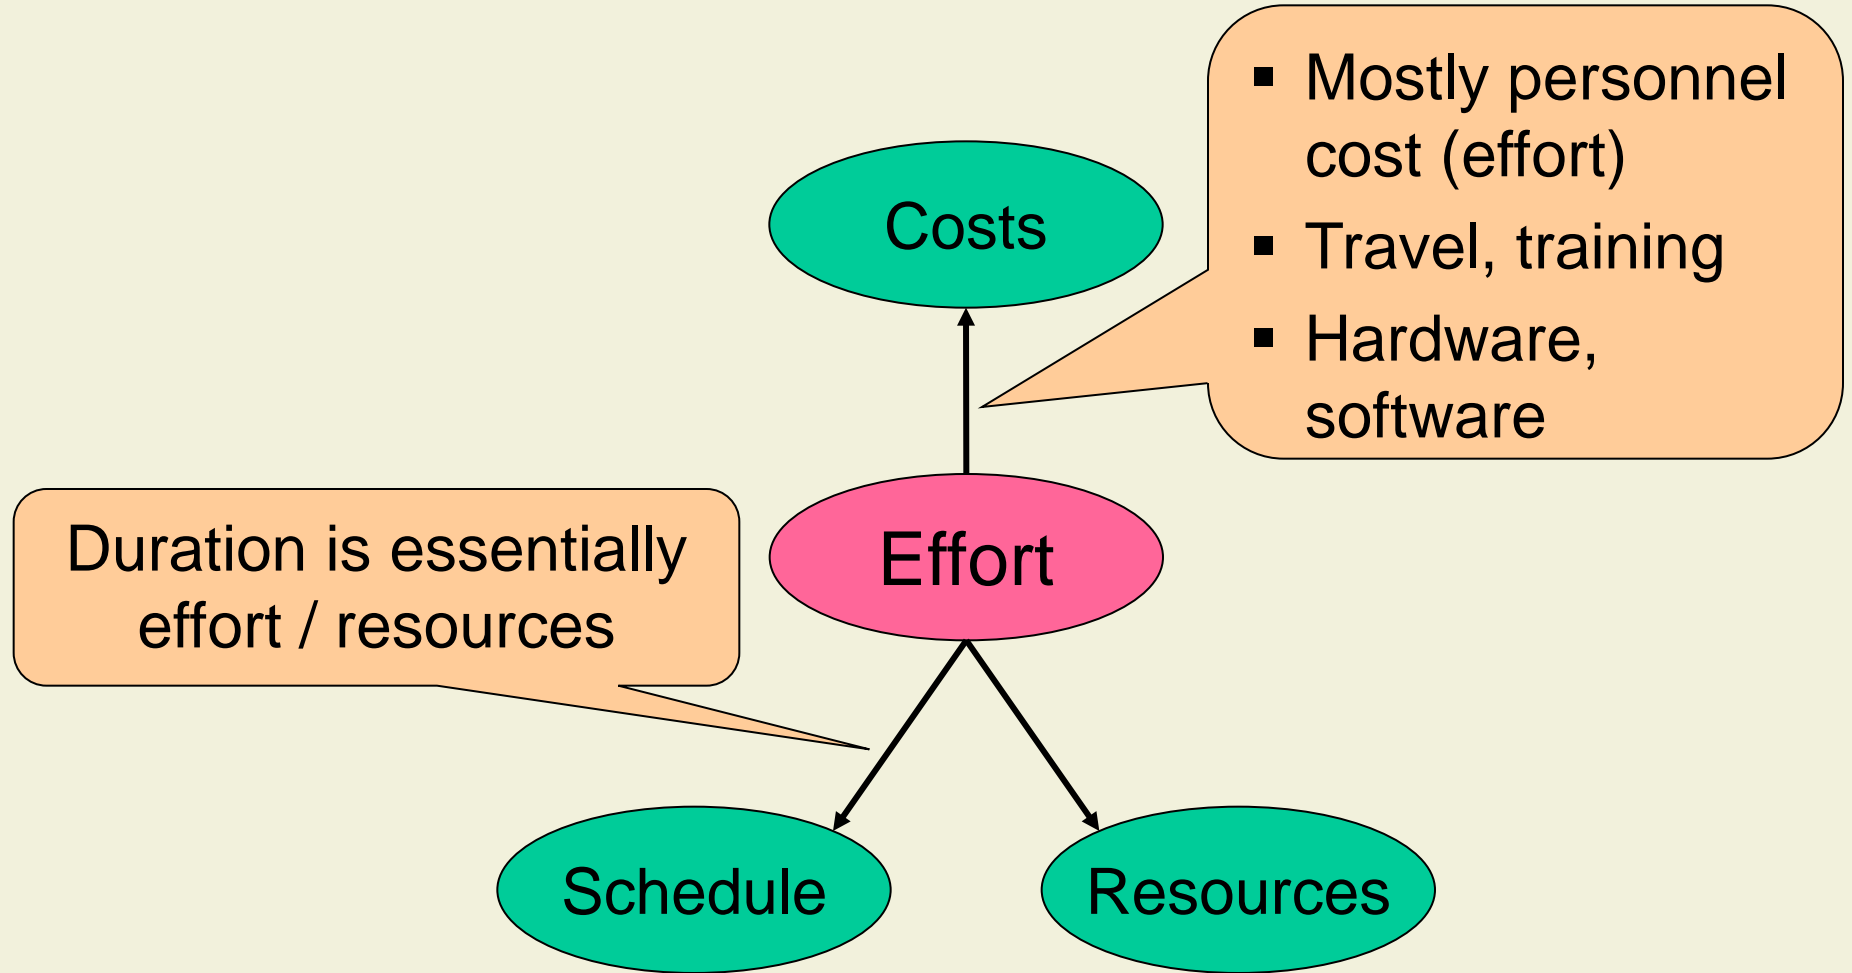 ▪ Mostly personnel
cost (effort)
▪ Travel, training
▪ Hardware,
software
Costs
Effort
Duration is essentially
effort / resources
Schedule
Resources